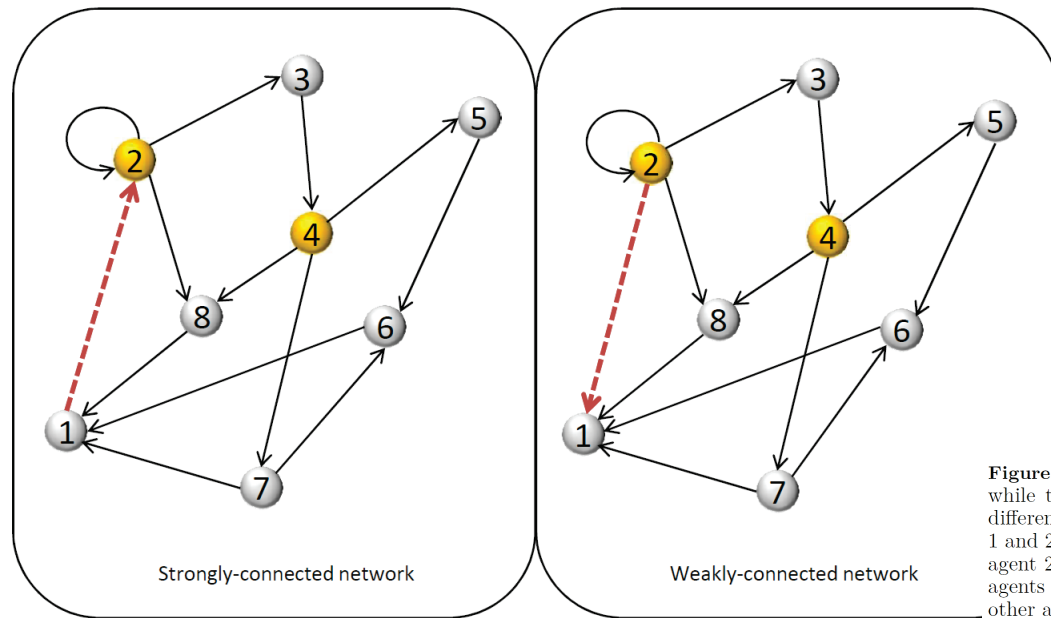 3
5
2
4
8
6
1
7
Strongly-connected network
3
5
2
4
8
6
1
7
Weakly-connected network
Figure
while t
differen
1 and 2
agent 2
agents
other a